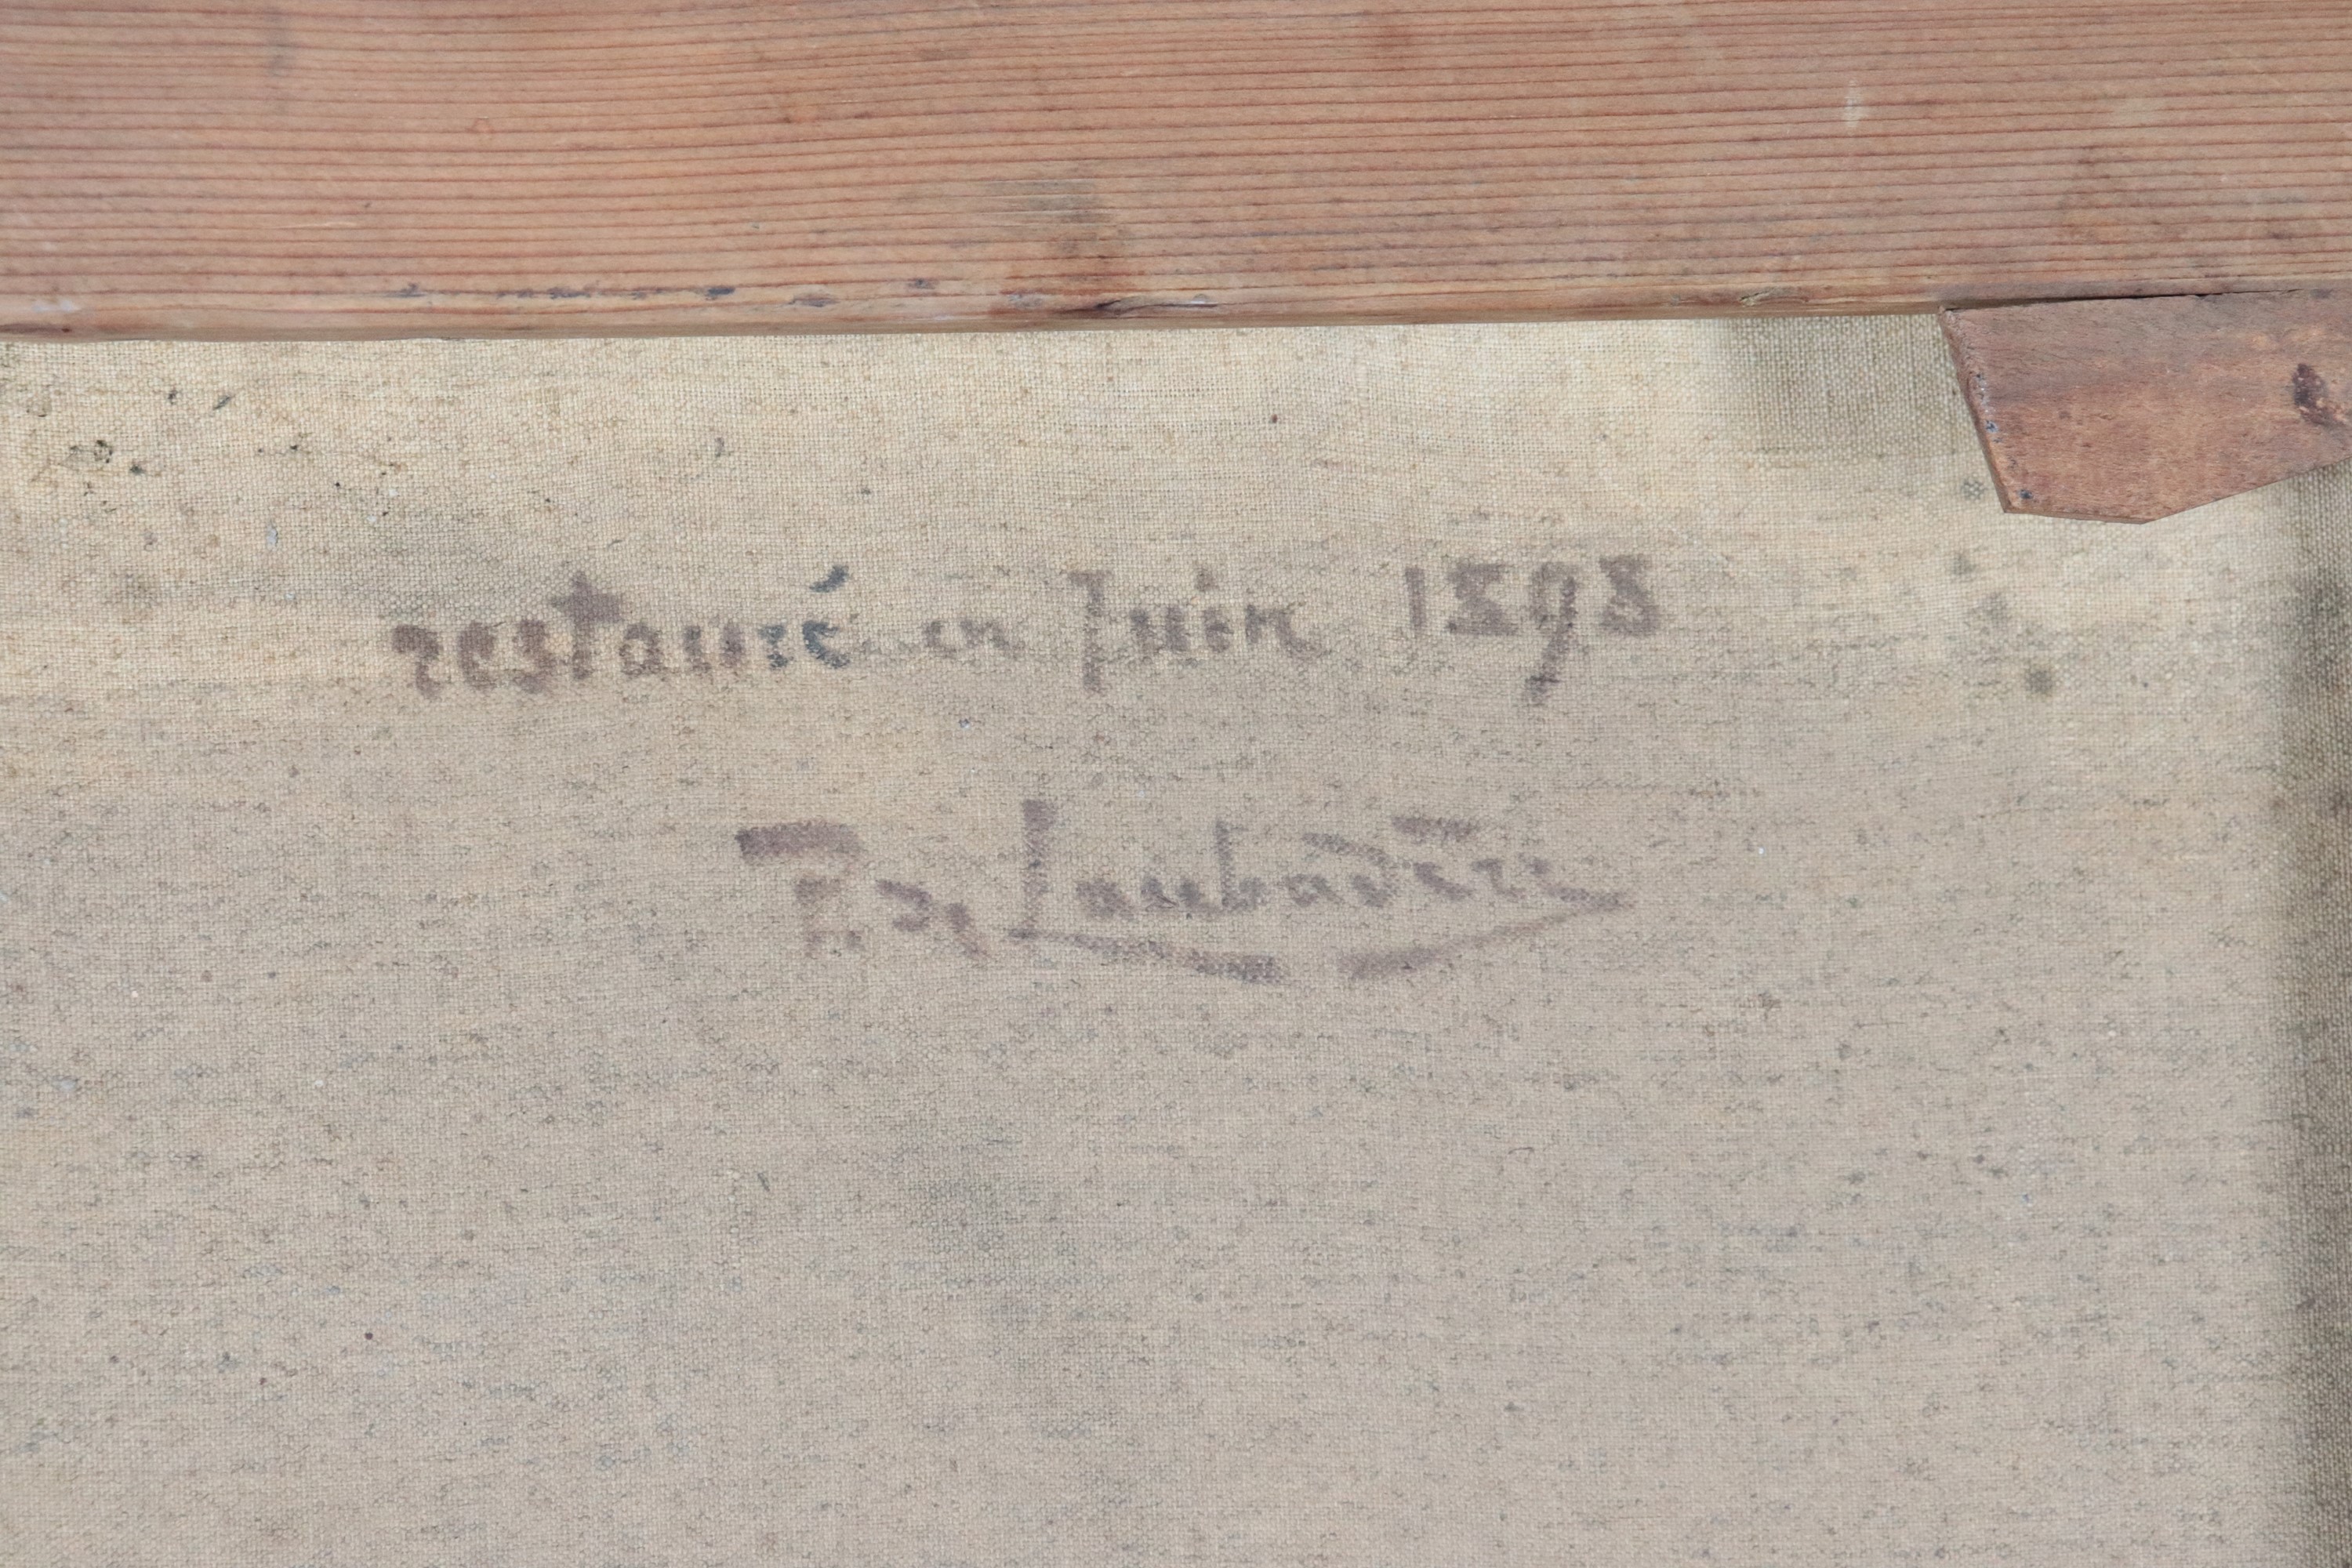 restauré en Juin 1898
P. de Laubadère